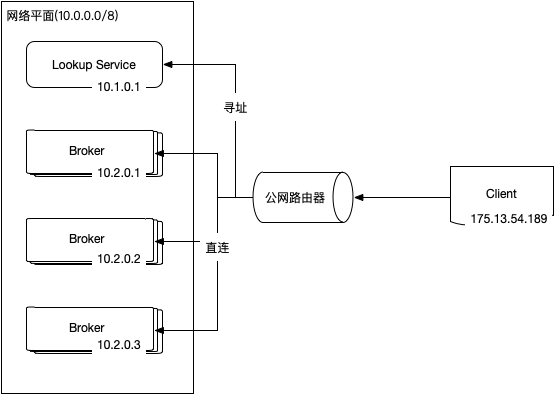 网络平面(10.0.0.0/8)
Lookup Service
10.1.0.1
寻址
Broker
10.2.0.1
公网路由器
Client
175.13.54.189
Broker
10.2.0.2
直连
Broker
10.2.0.3